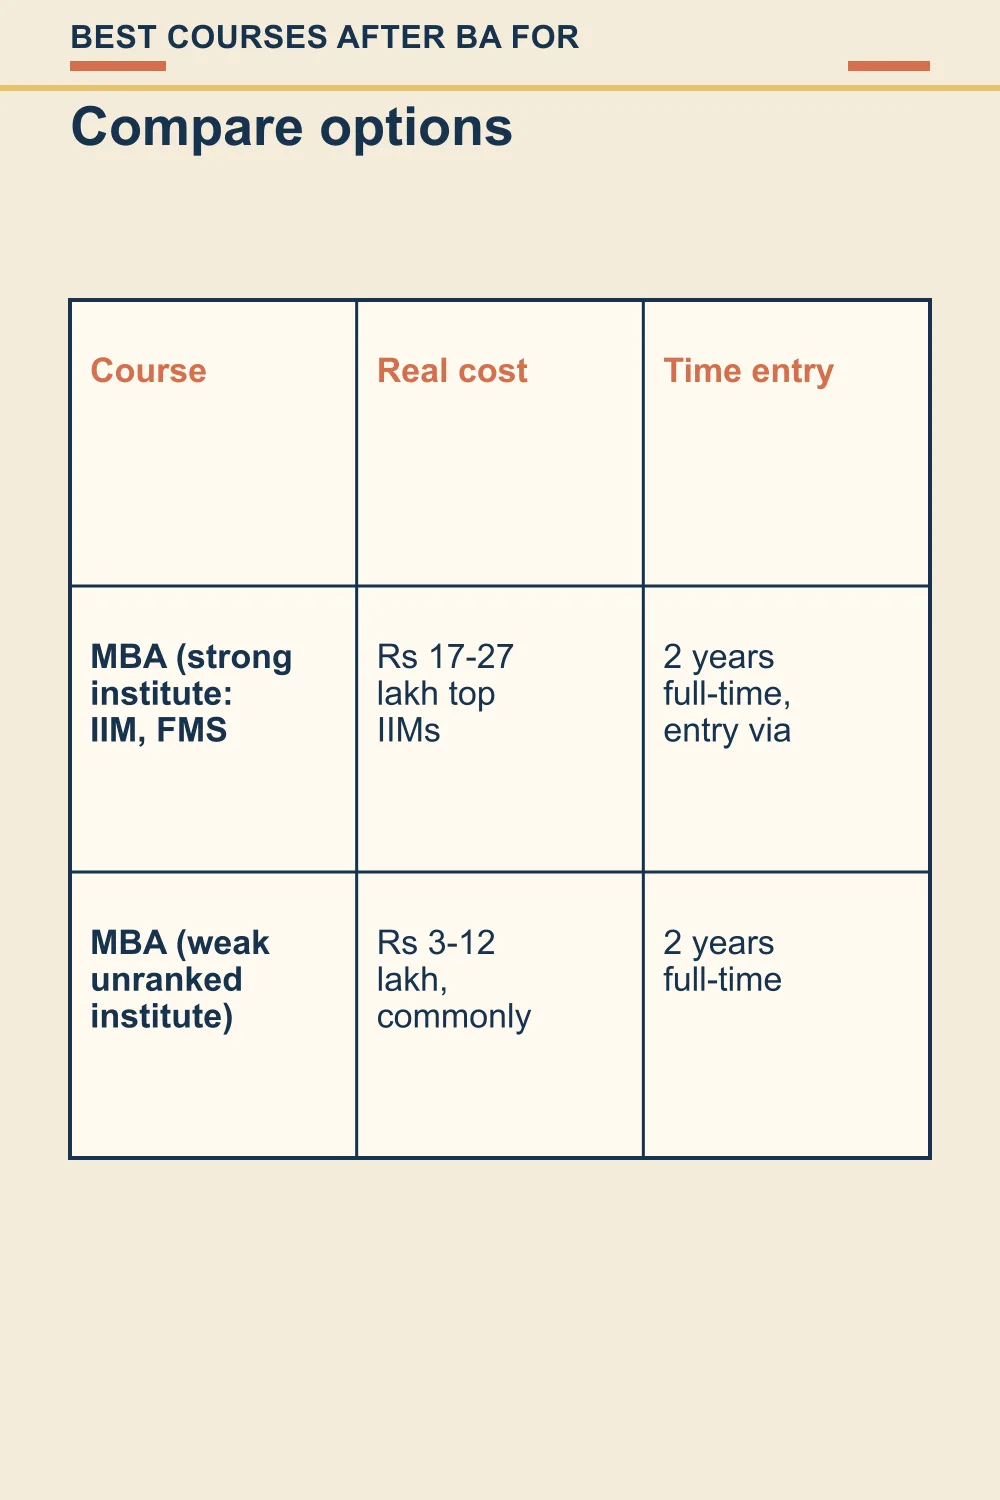 BEST COURSES AFTER BA FOR
Compare options
Course
Real cost
Time entry
MBA (strong
institute:
IIM, FMS
Rs 17-27
lakh top
IIMs
2 years
full-time,
entry via
MBA (weak
unranked
institute)
Rs 3-12
lakh,
commonly
2 years
full-time